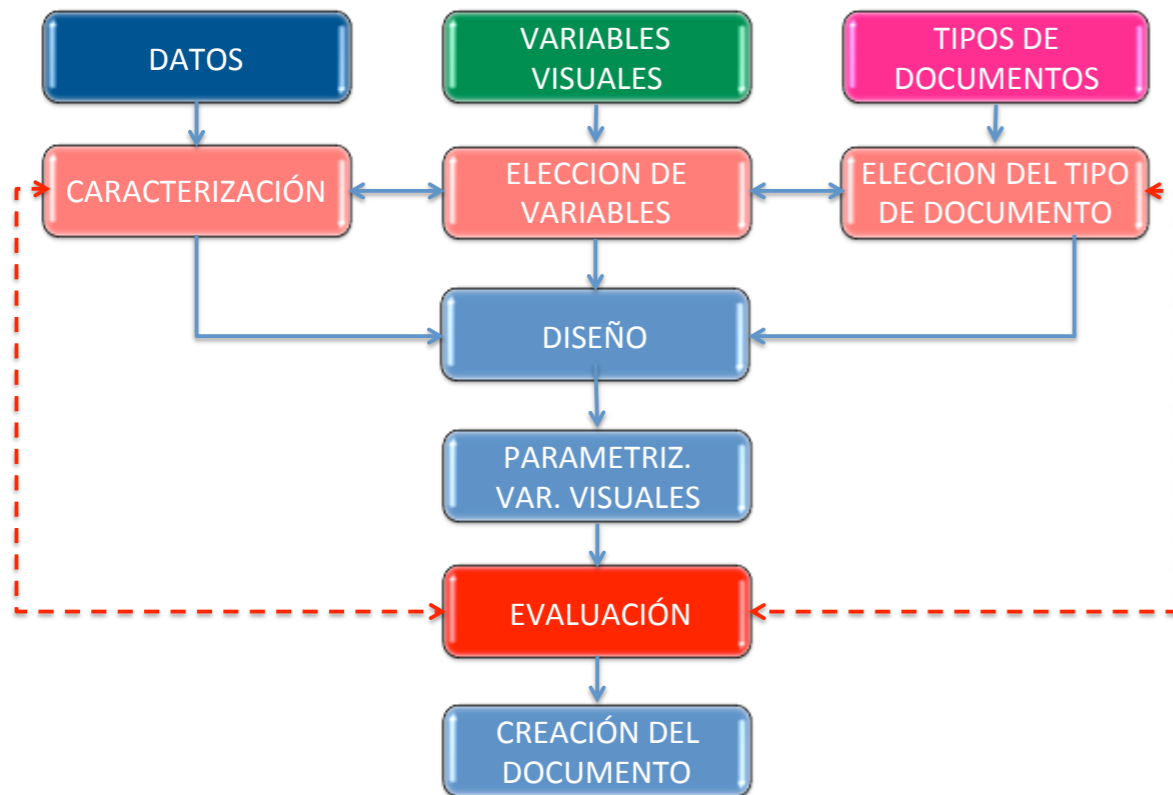 DATOS
VARIABLES
VISUALES
TIPOS DE
DOCUMENTOS
CARACTERIZACIÓN
ELECCION DE
VARIABLES
ELECCION DEL TIPO
DE DOCUMENTO
DISEÑO
PARAMETRIZ.
VAR. VISUALES
EVALUACIÓN
CREACIÓN DEL
DOCUMENTO